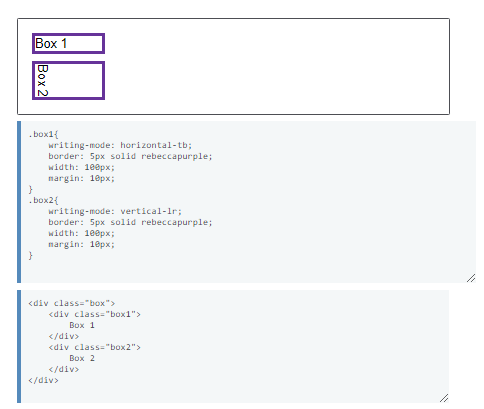 Box 1
Box 2
.box1{
    writing-mode: horizontal-tb;
    border: 5px solid rebeccapurple;
    width: 100px;
    margin: 10px;
}
.box2{
    writing-mode: vertical-lr;
    border: 5px solid rebeccapurple;
    width: 100px;
    margin: 10px;
}
<div class="box">
    <div class="box1">
        Box 1
    </div>
    <div class="box2">
        Box 2
    </div>
</div>